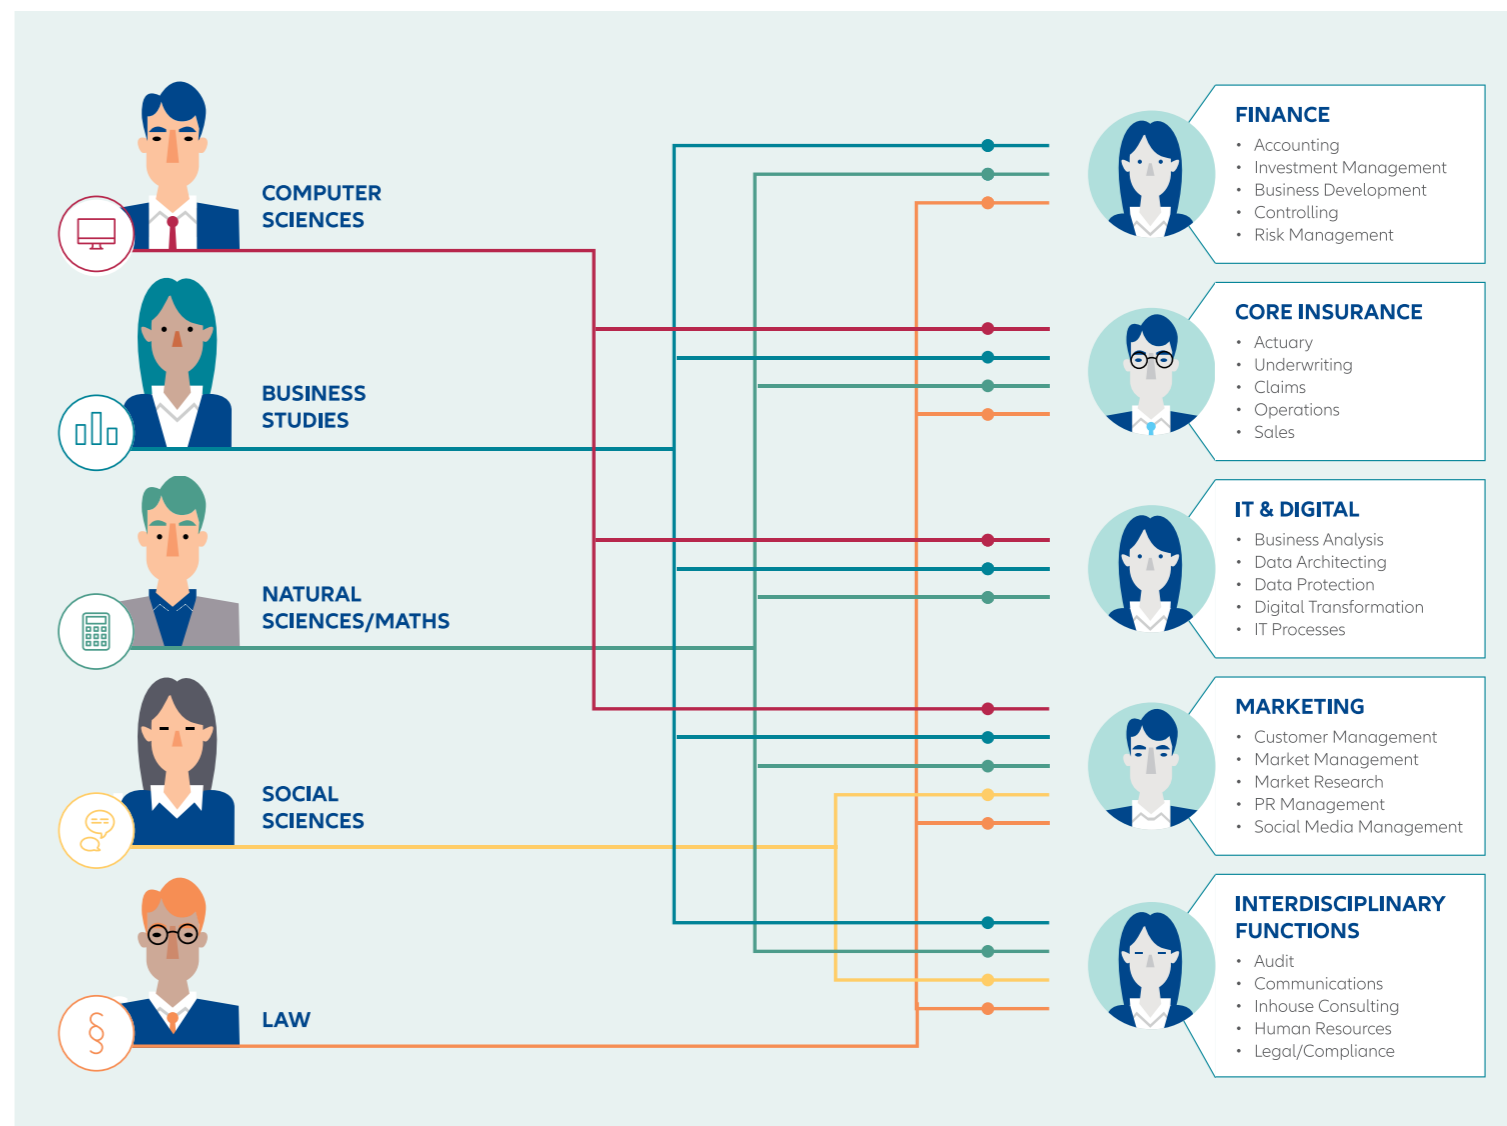 COMPUTER
SCIENCES
BUSINESS
STUDIES
NATURAL
SCIENCES/MATHS
SOCIAL
SCIENCES
§
LAW
FINANCE
• Accounting
• Investment Management
• Business Development
• Controlling
• Risk Management
CORE INSURANCE
• Actuary
• Underwriting
• Claims
• Operations
• Sales
IT & DIGITAL
• Business Analysis
• Data Architecting
• Data Protection
• Digital Transformation
• IT Processes
MARKETING
• Customer Management
• Market Management
• Market Research
• PR Management
• Social Media Management
INTERDISCIPLINARY
FUNCTIONS
• Audit
• Communications
• Inhouse Consulting
• Human Resources
• Legal/Compliance